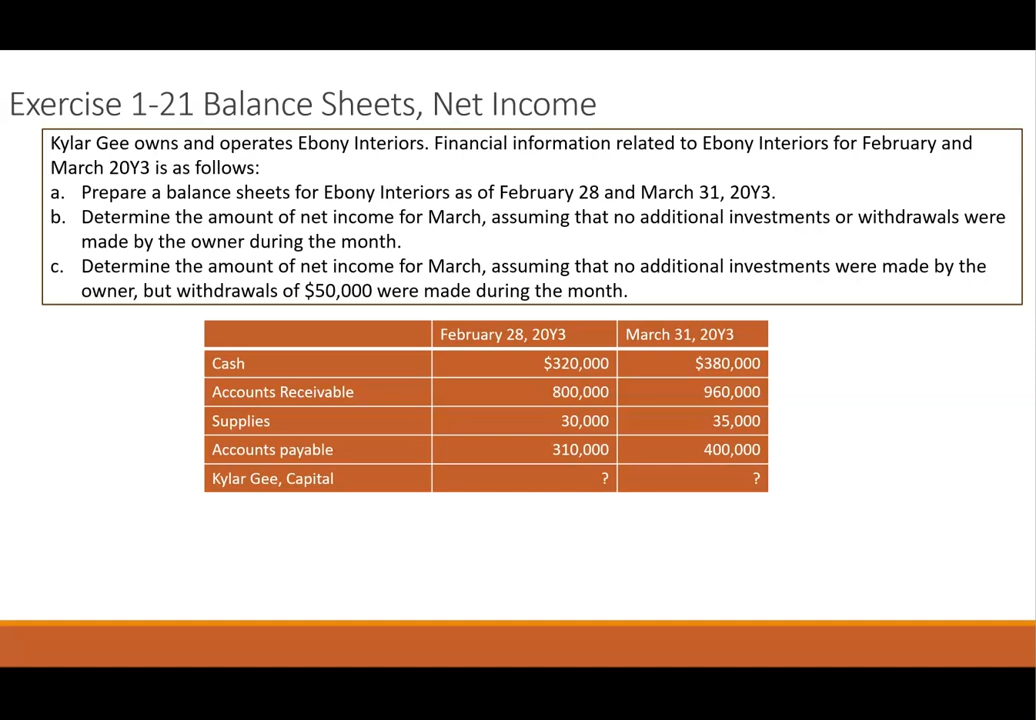 Exercise 1-21 Balance Sheets, Net Income
Kylar Gee owns and operates Ebony Interiors. Financial information related to Ebony Interiors for February and
March 20Y3 is as follows:
a. Prepare a balance sheets for Ebony Interiors as of February 28 and March 31, 20Y3.
b. Determine the amount of net income for March, assuming that no additional investments or withdrawals were
made by the owner during the month.
c. Determine the amount of net income for March, assuming that no additional investments were made by the
owner, but withdrawals of $50,000 were made during the month.
February 28, 20Y3 March 31, 20Y3
Cash $320,000 $380,000
Accounts Receivable 800,000 960,000
Supplies 30,000 35,000
Accounts payable 310,000 400,000
Kylar Gee, Capital ? ?